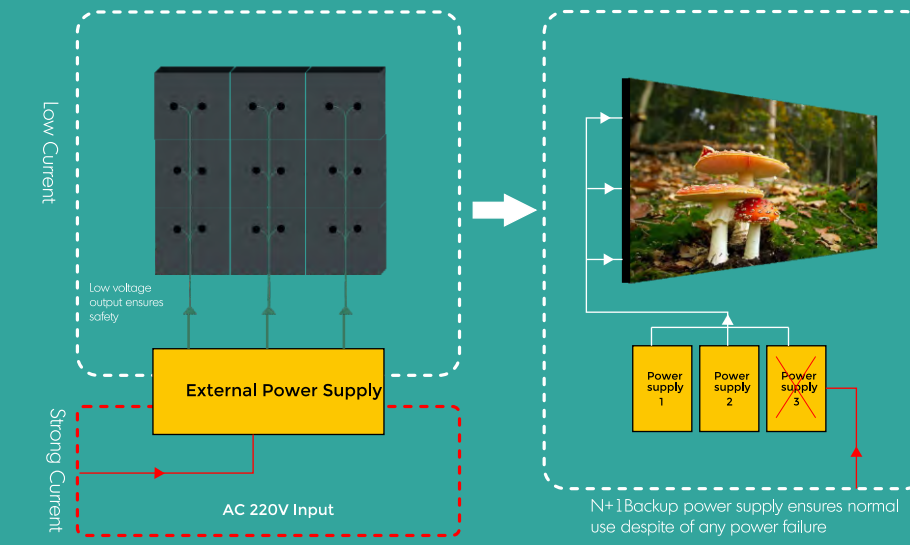 Low Current
Low voltage
output ensures
safety
External Power Supply
Strong Current
AC 220V Input
Power
supply
1
Power
supply
2
Power
supply
3
N+1Backup power supply ensures normal
use despite of any power failure